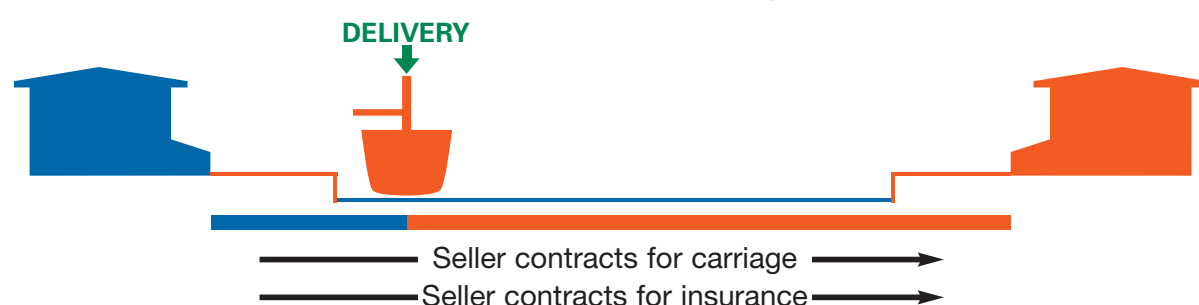 DELIVERY
Seller contracts for carriage
Seller contracts for insurance